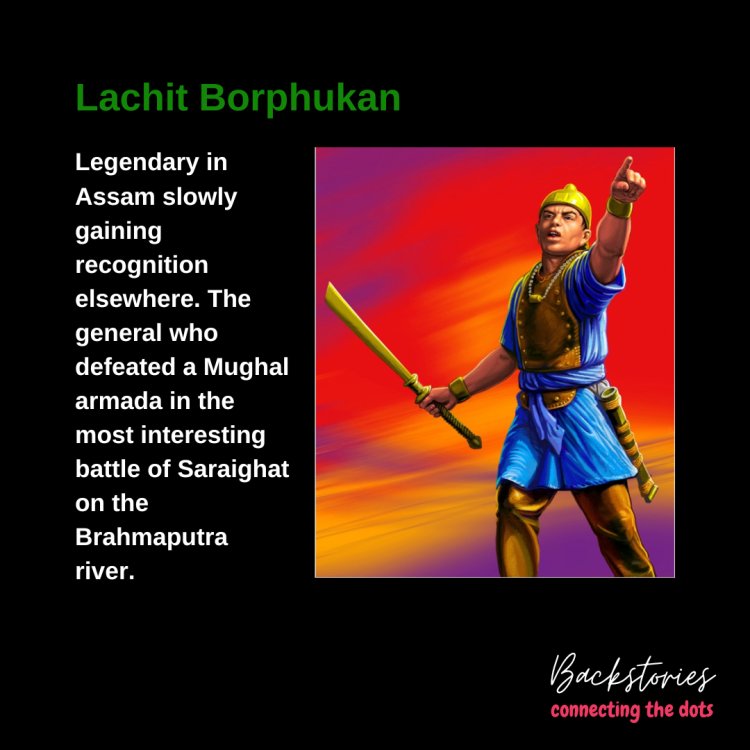 Lachit Borphukan
Legendary in
Assam slowly
gaining
recognition
elsewhere. The
general who
defeated a Mughal
armada in the
most interesting
battle of Saraighat
on the
Brahmaputra
river.
Backstories
connecting the dots